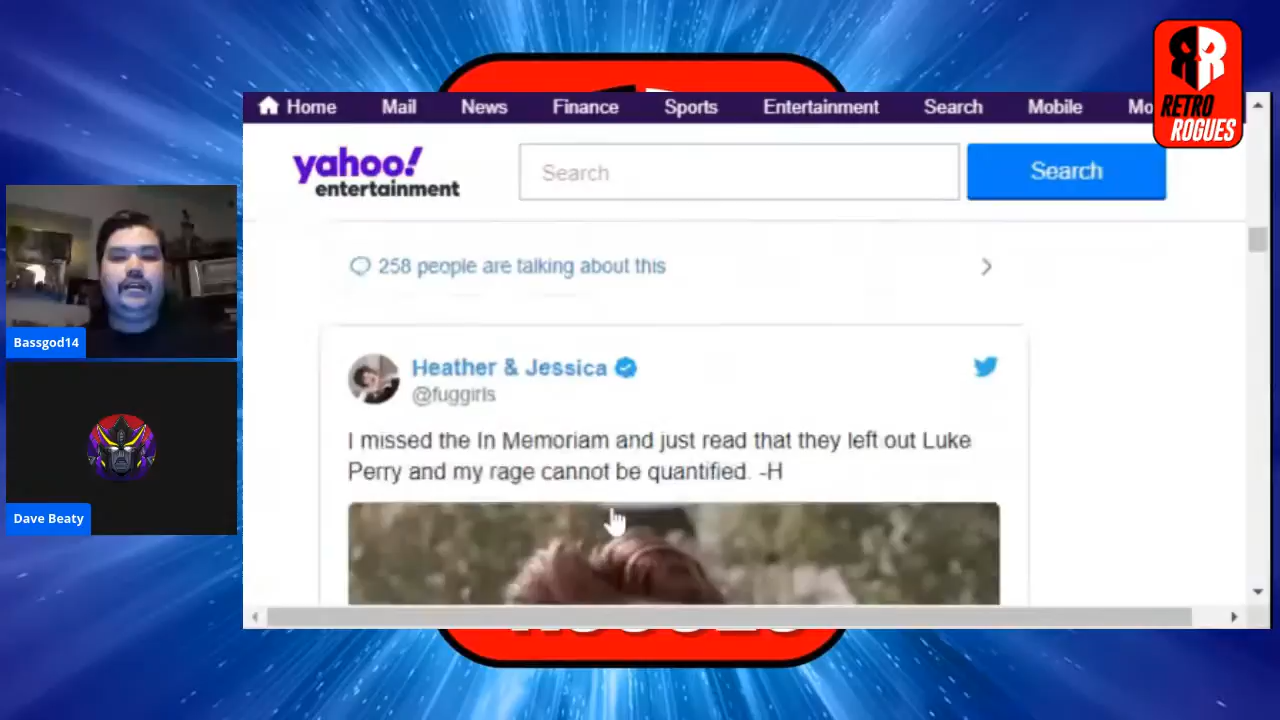 Home Mail News Finance Sports Entertainment Search Mobile Mo
RETRO
ROGUES
yahoo!
entertainment
Search
Search
258 people are talking about this
Heather & Jessica
@fuggirls
I missed the In Memoriam and just read that they left out Luke
Perry and my rage cannot be quantified. -H
Bassgod14
Dave Beaty